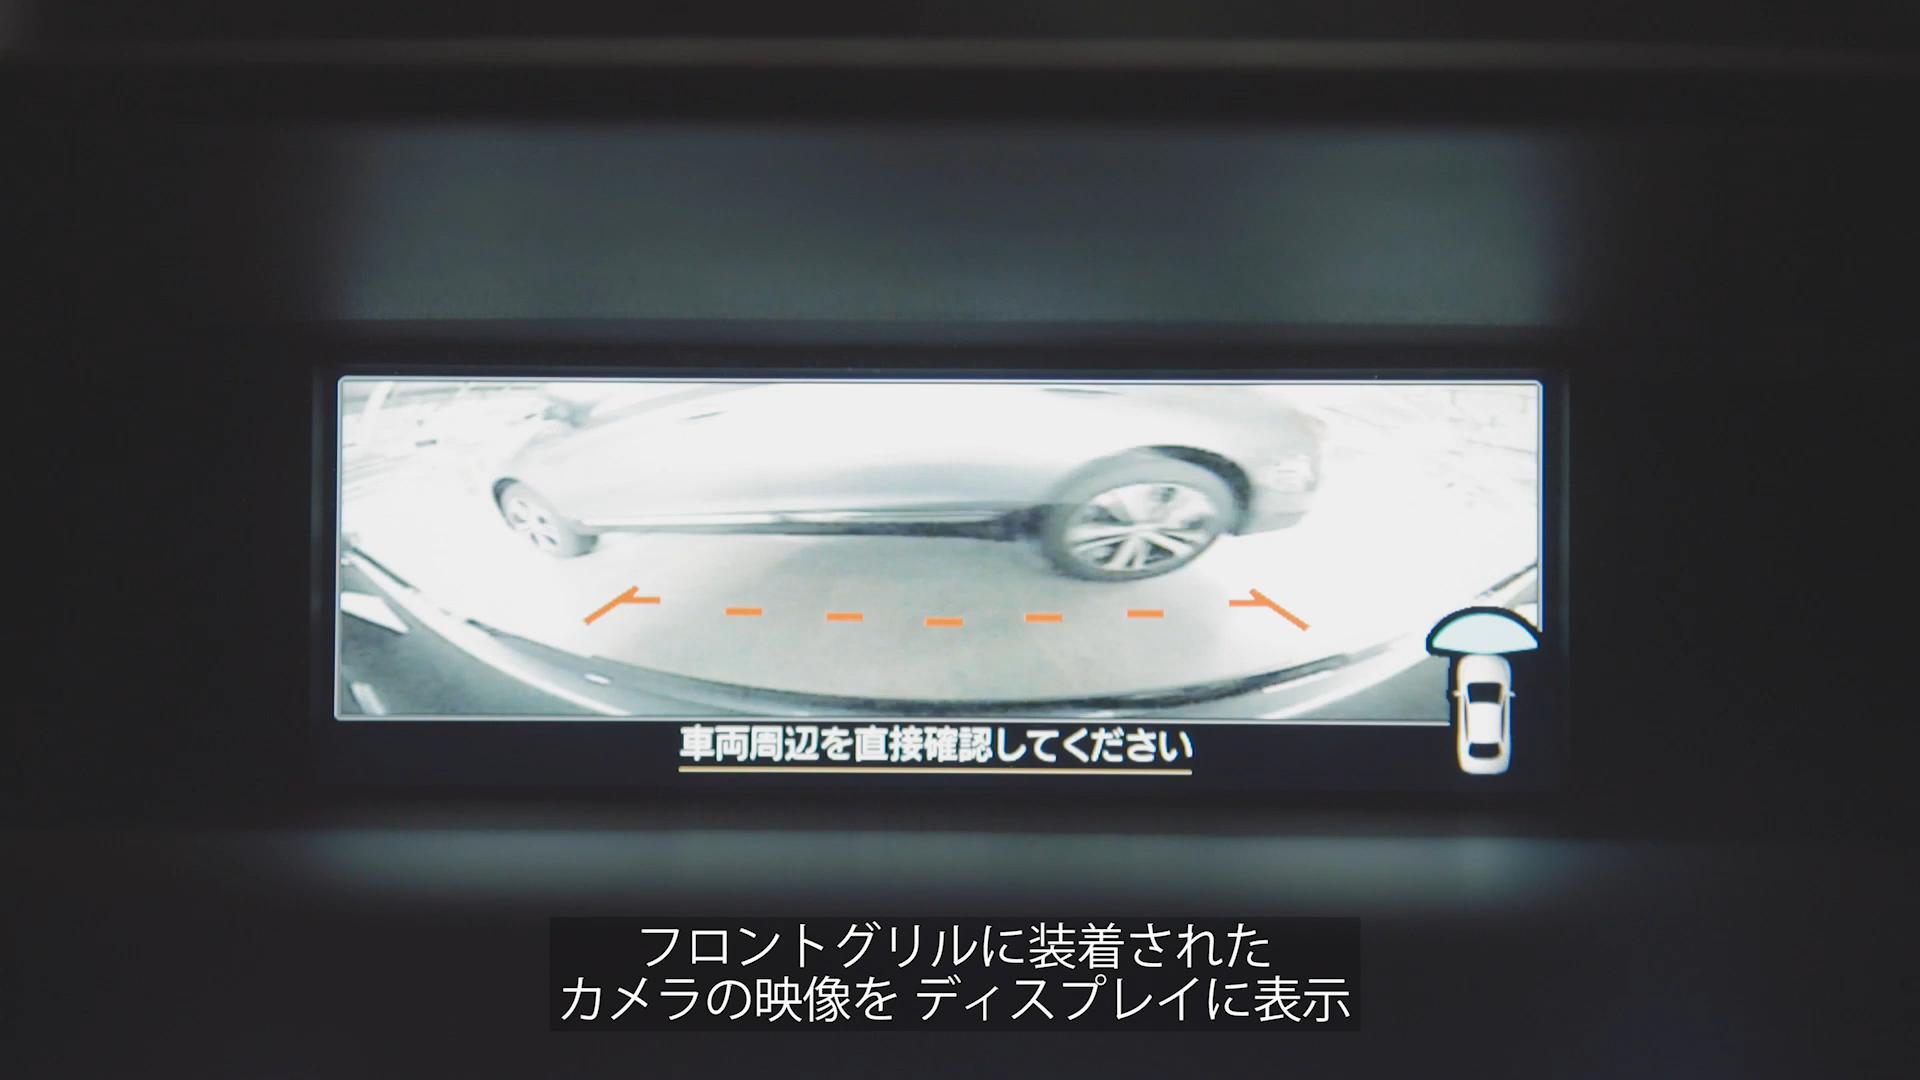 車両周辺を直接確認してください
フロントグリルに装着された
カメラの映像を ディスプレイに表示